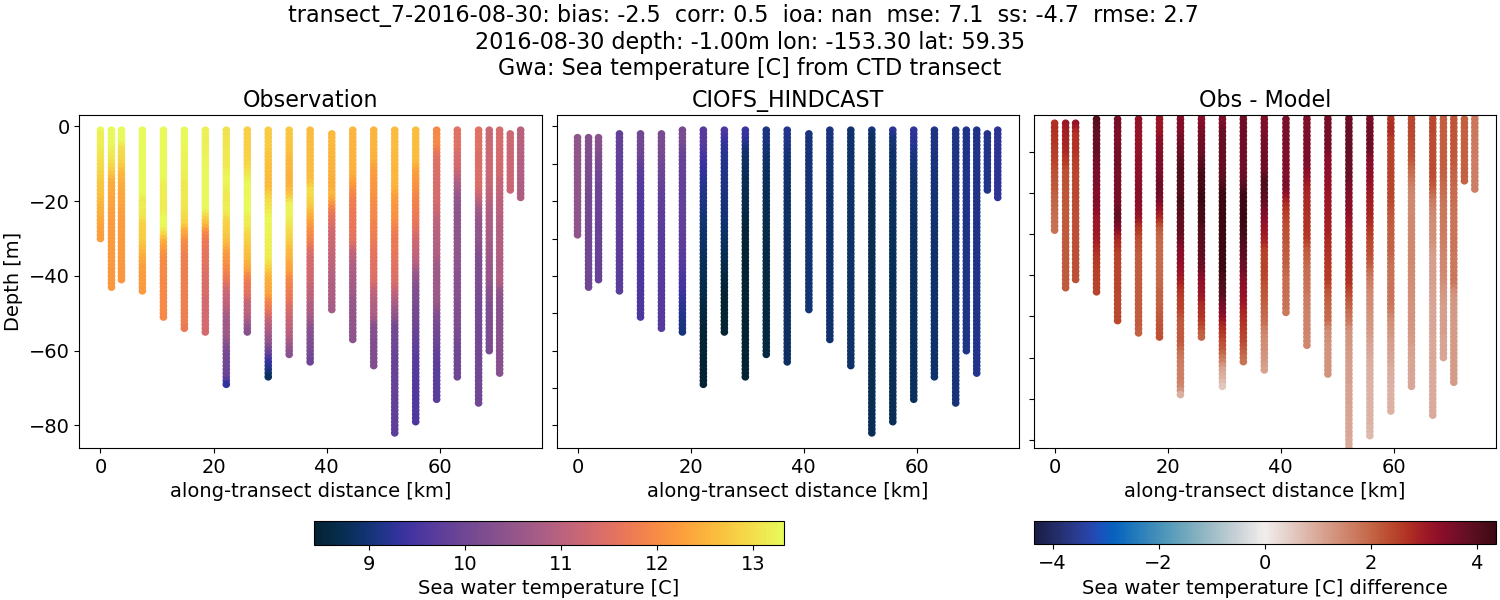 transect_7-2016-08-30: bias: -2.5  corr: 0.5  ioa: nan  mse: 7.1  ss: -4.7  rmse: 2.7
2016-08-30 depth: -1.00m lon: -153.30 lat: 59.35
Gwa: Sea temperature [C] from CTD transect
Observation
CIOFS_HINDCAST
Obs - Model
Depth [m]
0
−20
−40
−60
−80
0 20 40 60
0 20 40 60
0 20 40 60
along-transect distance [km]
along-transect distance [km]
along-transect distance [km]
9 10 11 12 13
Sea water temperature [C]
−4 −2 0 2 4
Sea water temperature [C] difference